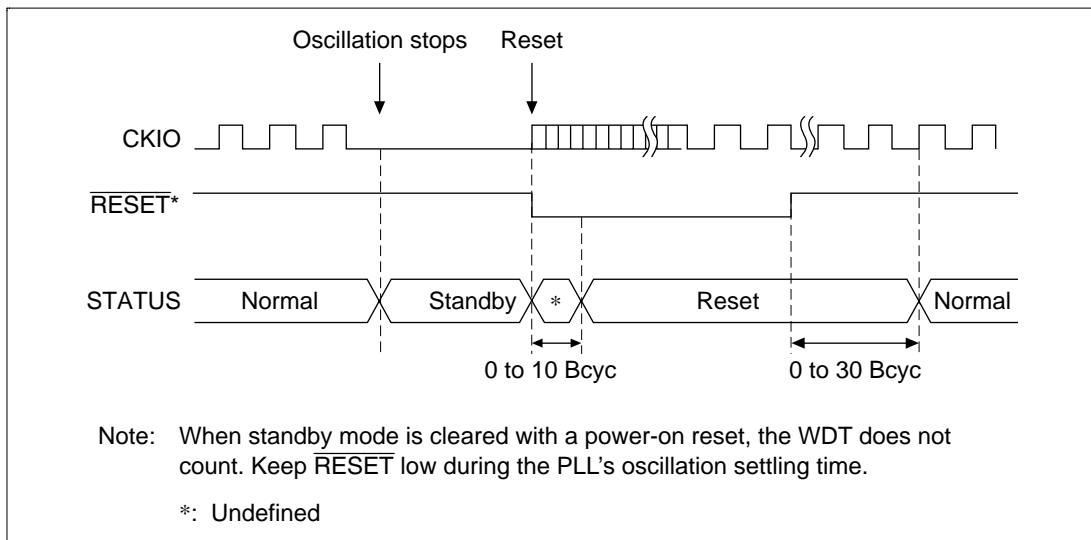 Oscillation stops Reset
CKIO
RESET*
STATUS Normal Standby * Reset Normal
0 to 10 Bcyc 0 to 30 Bcyc
Note: When standby mode is cleared with a power-on reset, the WDT does not
count. Keep RESET low during the PLL's oscillation settling time.
*: Undefined